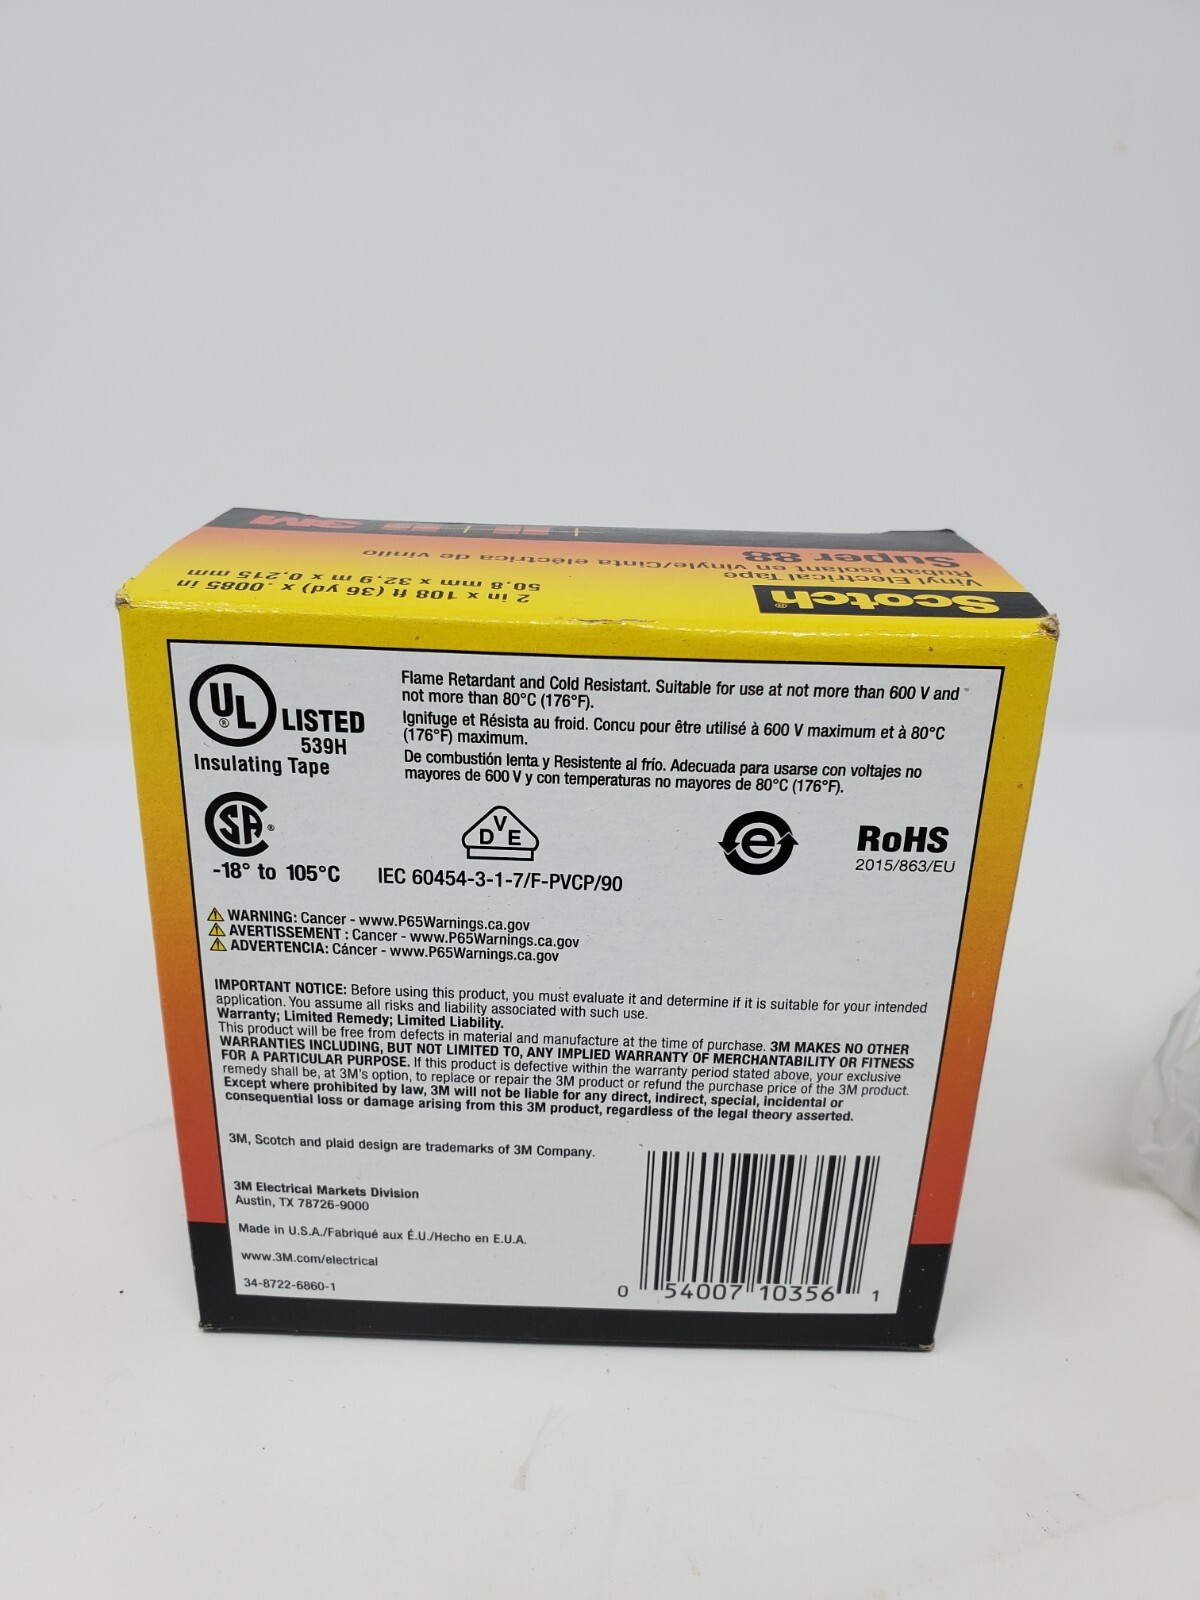 3M
Scotch®
Super 88
Vinyl Electrical Tape
Ruban isolant en vinyle/Cinta eléctrica de vinilo
2 in x 108 ft (36 yd) x .0085 in
50,8 mm x 32,9 m x 0,215 mm
UL ® LISTED
539H
Insulating Tape
Flame Retardant and Cold Resistant. Suitable for use at not more than 600 V and
not more than 80°C (176°F).
Ignifuge et Résista au froid. Concu pour être utilisé à 600 V maximum et à 80°C
(176°F) maximum.
De combustión lenta y Resistente al frío. Adecuada para usarse con voltajes no
mayores de 600 V y con temperaturas no mayores de 80°C (176°F).
CSA ®
-18° to 105°C
DVE
IEC 60454-3-1-7/F-PVCP/90
e
RoHS
2015/863/EU
WARNING: Cancer - www.P65Warnings.ca.gov
AVERTISSEMENT : Cancer - www.P65Warnings.ca.gov
ADVERTENCIA: Cáncer - www.P65Warnings.ca.gov
IMPORTANT NOTICE: Before using this product, you must evaluate it and determine if it is suitable for your intended
application. You assume all risks and liability associated with such use.
Warranty; Limited Remedy; Limited Liability.
This product will be free from defects in material and manufacture at the time of purchase. 3M MAKES NO OTHER
WARRANTIES INCLUDING, BUT NOT LIMITED TO, ANY IMPLIED WARRANTY OF MERCHANTABILITY OR FITNESS
FOR A PARTICULAR PURPOSE. If this product is defective within the warranty period stated above, your exclusive
remedy shall be, at 3M's option, to replace or repair the 3M product or refund the purchase price of the 3M product.
Except where prohibited by law, 3M will not be liable for any direct, indirect, special, incidental or
consequential loss or damage arising from this 3M product, regardless of the legal theory asserted.
3M, Scotch and plaid design are trademarks of 3M Company.
3M Electrical Markets Division
Austin, TX 78726-9000
Made in U.S.A./Fabriqué aux É.U./Hecho en E.U.A.
www.3M.com/electrical
34-8722-6860-1
0 54007 10356 1